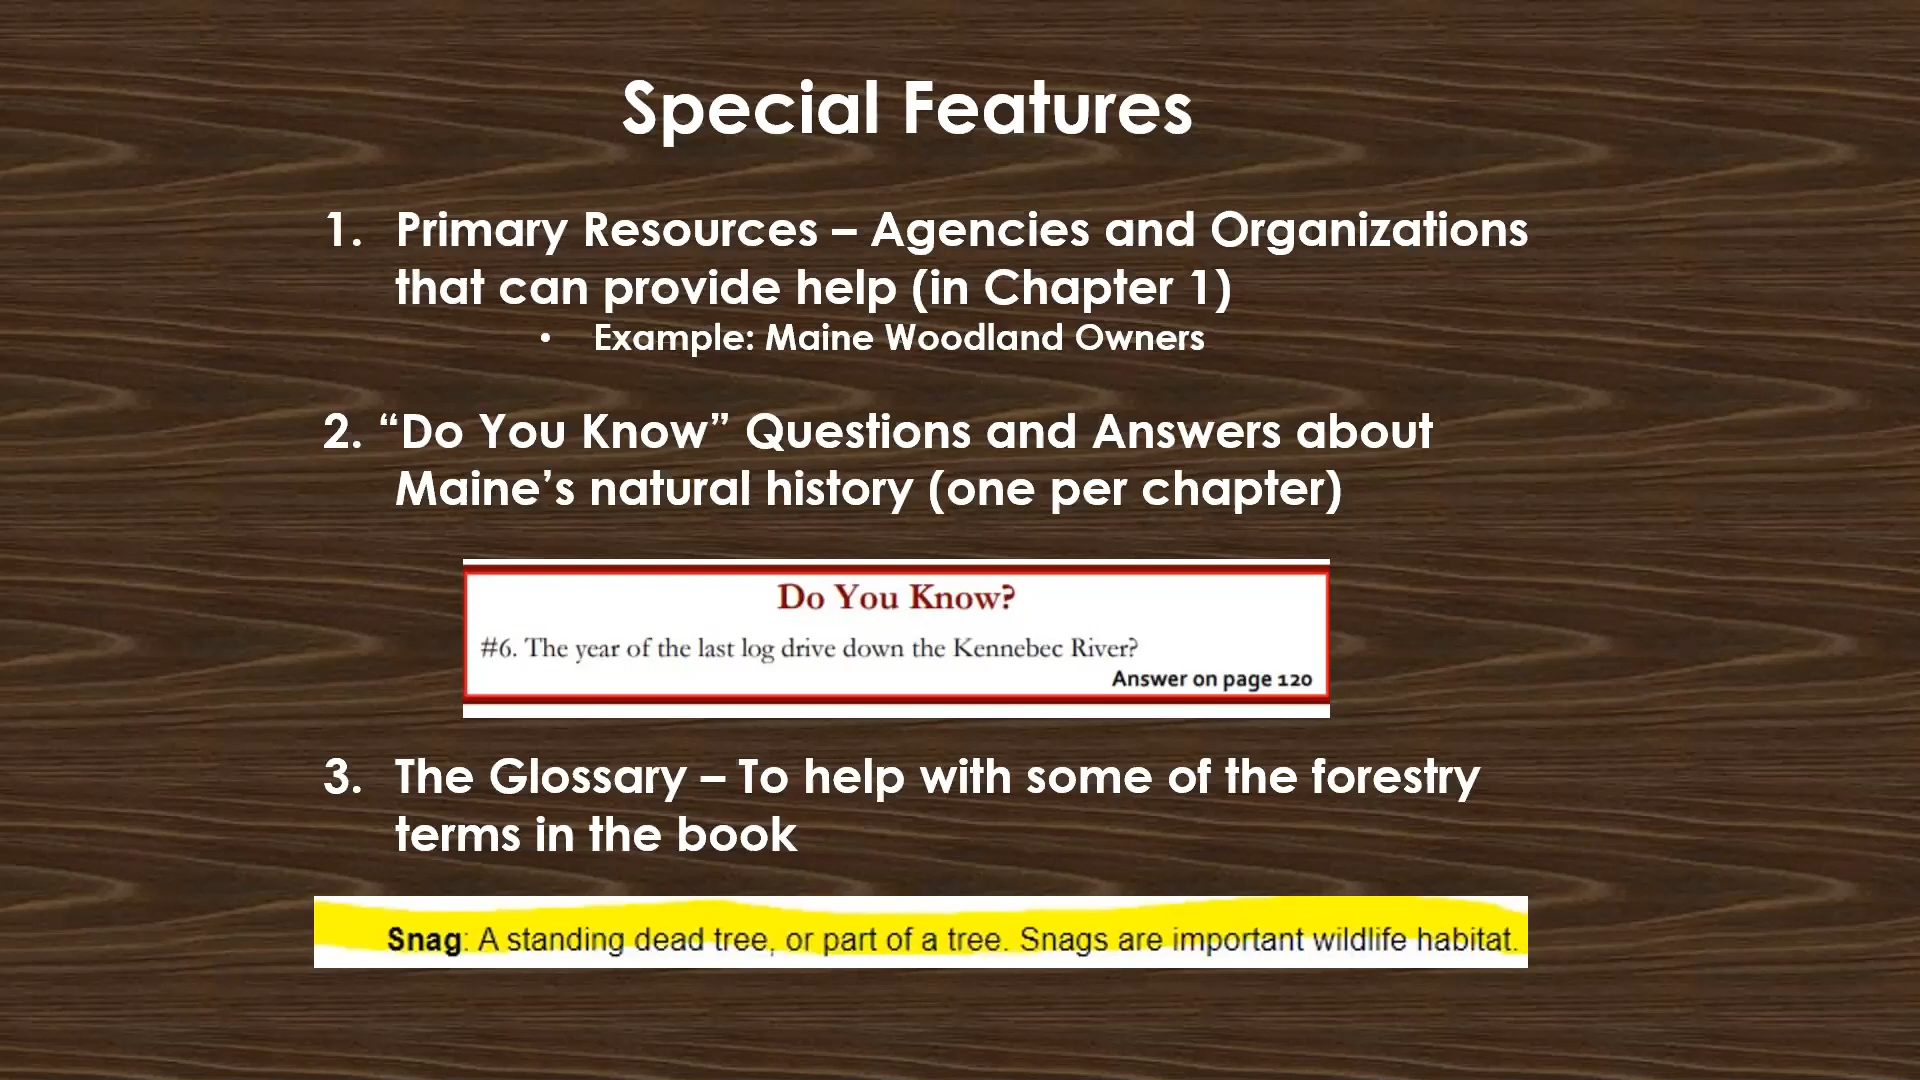 Special Features
1. Primary Resources – Agencies and Organizations
that can provide help (in Chapter 1)
• Example: Maine Woodland Owners
2. “Do You Know” Questions and Answers about
Maine’s natural history (one per chapter)
Do You Know?
#6. The year of the last log drive down the Kennebec River?
Answer on page 120
3. The Glossary – To help with some of the forestry
terms in the book
Snag: A standing dead tree, or part of a tree. Snags are important wildlife habitat.